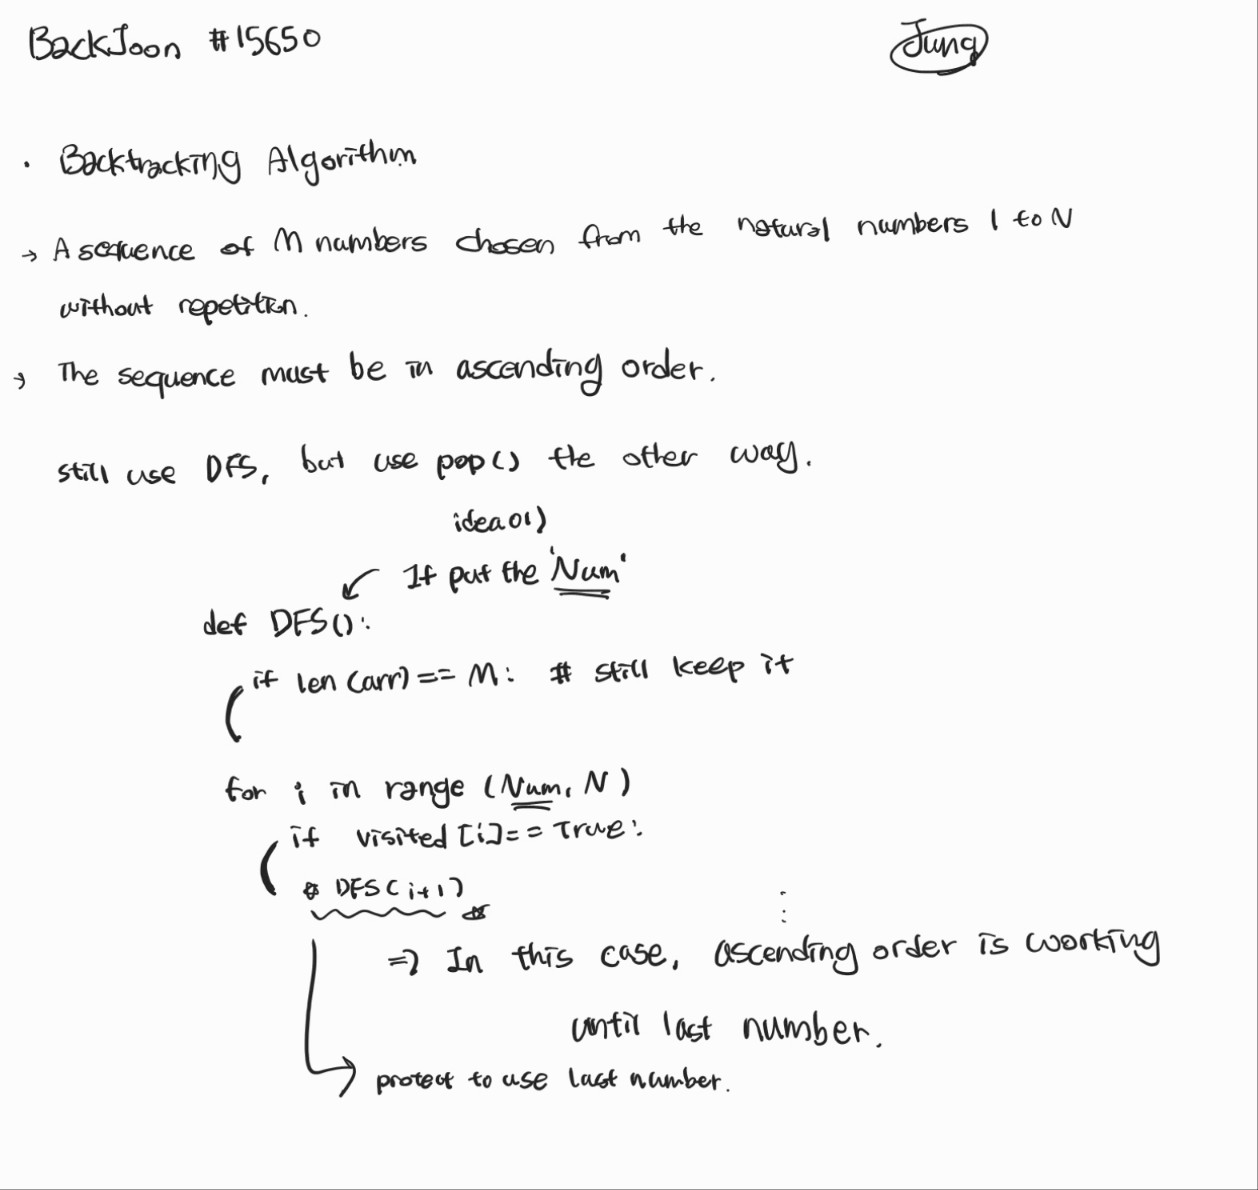 BackJoon #15650
Jung
· Backtracking Algorithm
→ A sequence of M numbers chosen from the natural numbers 1 to N
without repetition.
→ The sequence must be in ascending order.
still use DFS, but use pop() the other way.
idea01)
It put the 'Num'
def DFS():
if len(arr) == M: # still keep it
for i in range (Num, N)
if visited [i] == True:
DFS(i+1)
⇒ In this case, ascending order is working
until last number.
protect to use last number.